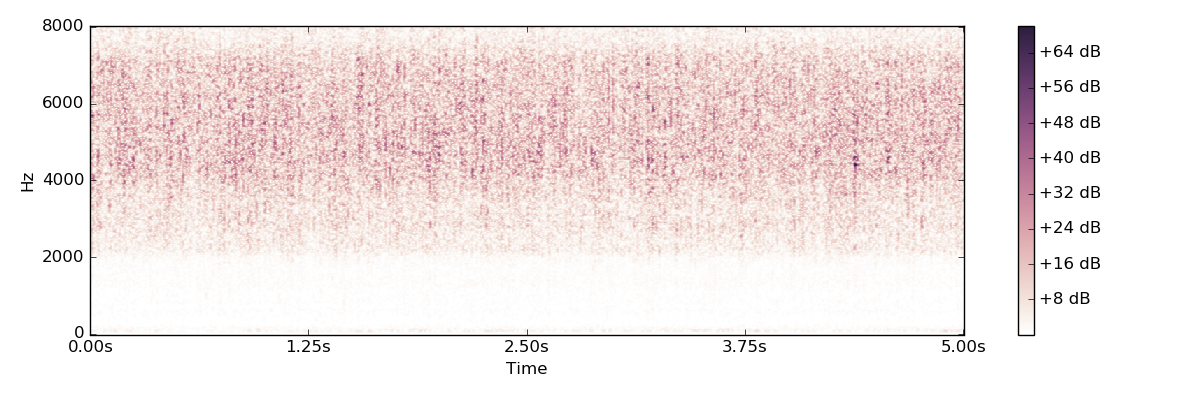 8000
6000
4000
2000
0
Hz
0.00s
1.25s
2.50s
3.75s
5.00s
Time
+64 dB
+56 dB
+48 dB
+40 dB
+32 dB
+24 dB
+16 dB
+8 dB